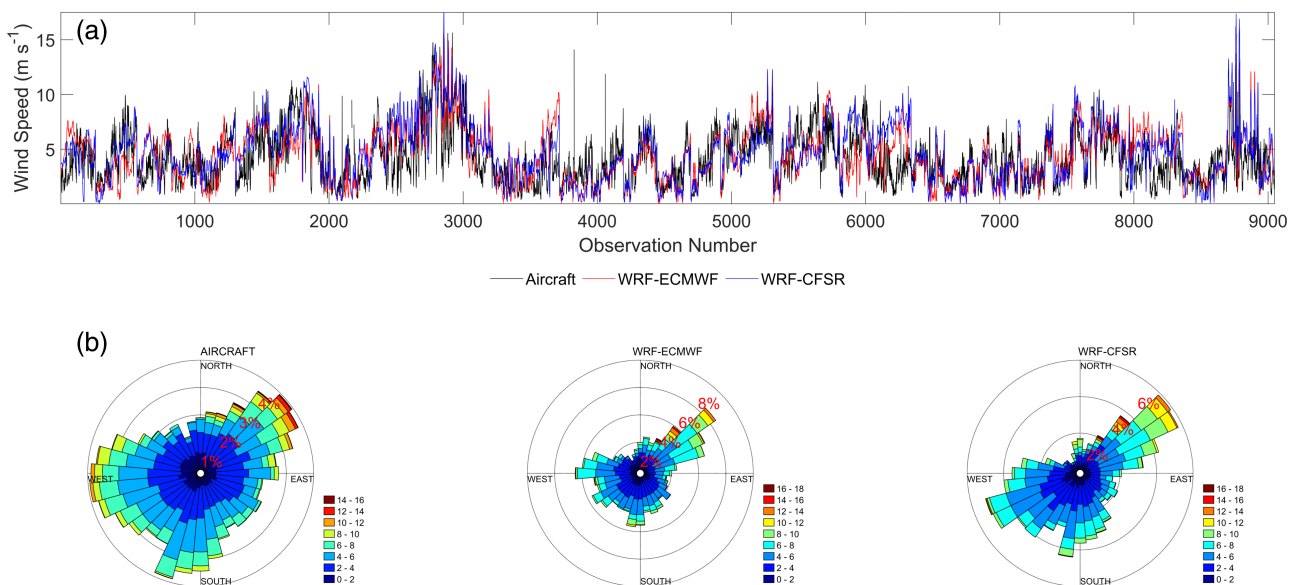 (a)
Wind Speed (m s⁻¹)
15
10
5
1000 2000 3000 4000 5000 6000 7000 8000 9000
Observation Number
Aircraft WRF-ECMWF WRF-CFSR
(b)
AIRCRAFT
NORTH
4%
3%
2%
1%
WEST
EAST
SOUTH
14 - 16
12 - 14
10 - 12
8 - 10
6 - 8
4 - 6
2 - 4
0 - 2
WRF-ECMWF
NORTH
8%
6%
4%
2%
WEST
EAST
SOUTH
16 - 18
14 - 16
12 - 14
10 - 12
8 - 10
6 - 8
4 - 6
2 - 4
0 - 2
WRF-CFSR
NORTH
6%
4%
2%
WEST
EAST
SOUTH
16 - 18
14 - 16
12 - 14
10 - 12
8 - 10
6 - 8
4 - 6
2 - 4
0 - 2